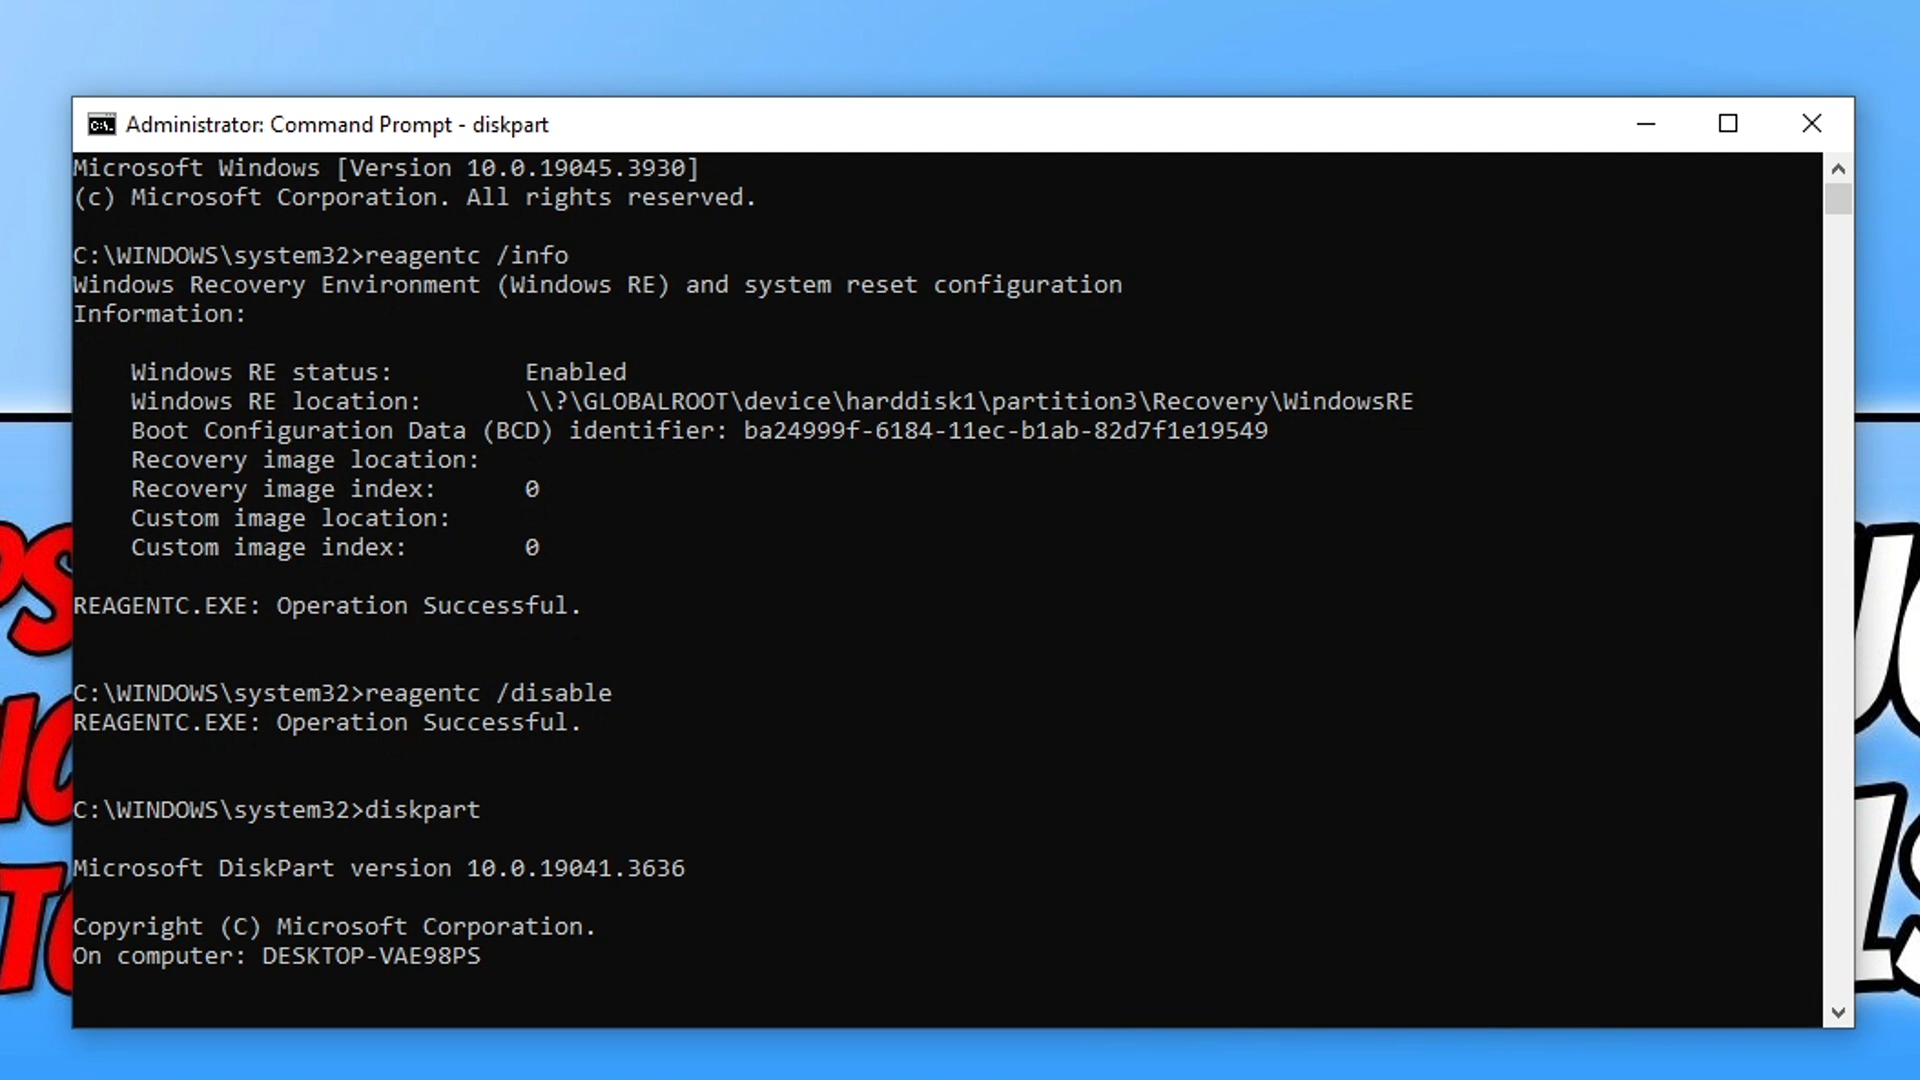 Administrator: Command Prompt - diskpart
Microsoft Windows [Version 10.0.19045.3930]
(c) Microsoft Corporation. All rights reserved.
C:\WINDOWS\system32>reagentc /info
Windows Recovery Environment (Windows RE) and system reset configuration
Information:
Windows RE status: Enabled
Windows RE location: \\?\GLOBALROOT\device\harddisk1\partition3\Recovery\WindowsRE
Boot Configuration Data (BCD) identifier: ba24999f-6184-11ec-b1ab-82d7f1e19549
Recovery image location:
Recovery image index: 0
Custom image location:
Custom image index: 0
REAGENTC.EXE: Operation Successful.
C:\WINDOWS\system32>reagentc /disable
REAGENTC.EXE: Operation Successful.
C:\WINDOWS\system32>diskpart
Microsoft DiskPart version 10.0.19041.3636
Copyright (C) Microsoft Corporation.
On computer: DESKTOP-VAE98PS